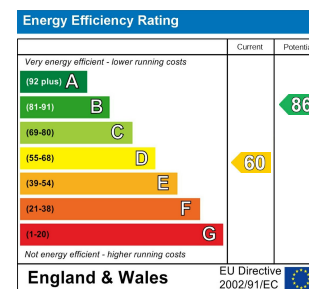 Energy Efficiency Rating
Current Potenti
Very energy efficient - lower running costs
(92 plus) A
(81-91) B
86
(69-80) C
(55-68) D
60
(39-54) E
(21-38) F
(1-20) G
Not energy efficient - higher running costs
England & Wales
EU Directive
2002/91/EC